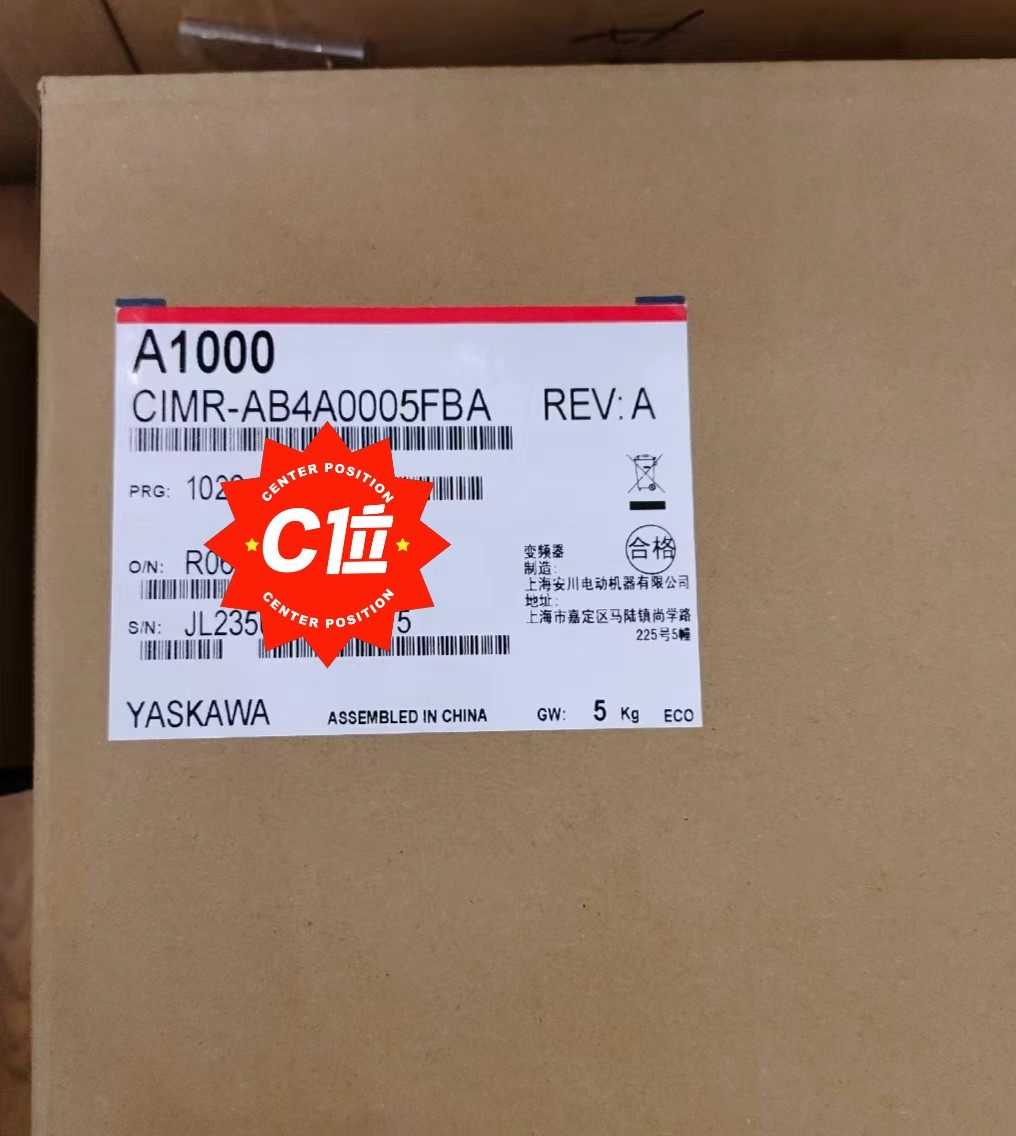 A1000
CIMR-AB4A0005FBA
REV: A
PRG: 102
O/N: R06
S/N: JL235 5
CENTER POSITION
C1位
CENTER POSITION
合格
变频器
制造:
上海安川电动机器有限公司
地址:
上海市嘉定区马陆镇尚学路
225号5幢
YASKAWA
ASSEMBLED IN CHINA
GW: 5 Kg
ECO